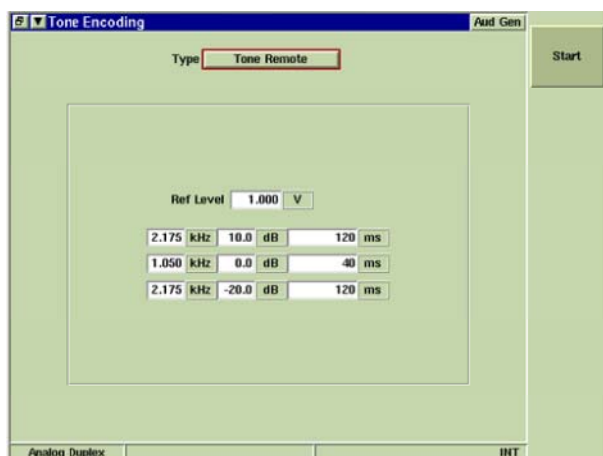 Tone Encoding Aud Gen
Start
Type Tone Remote
Ref Level 1.000 V
2.175 kHz 10.0 dB 120 ms
1.050 kHz 0.0 dB 40 ms
2.175 kHz -20.0 dB 120 ms
Analog Duplex INT